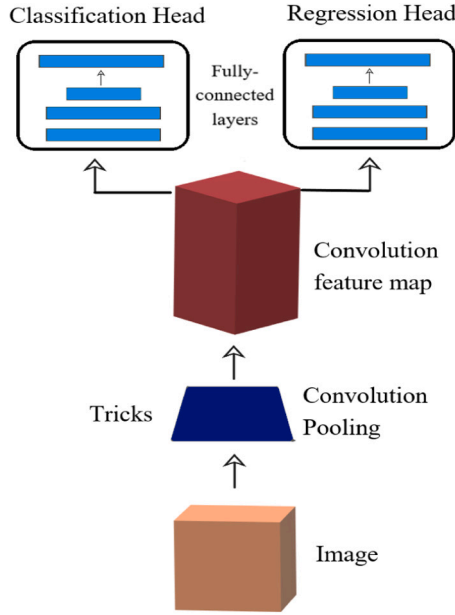 Classification Head
Regression Head
Fully-
connected
layers
Convolution
feature map
Tricks
Convolution
Pooling
Image